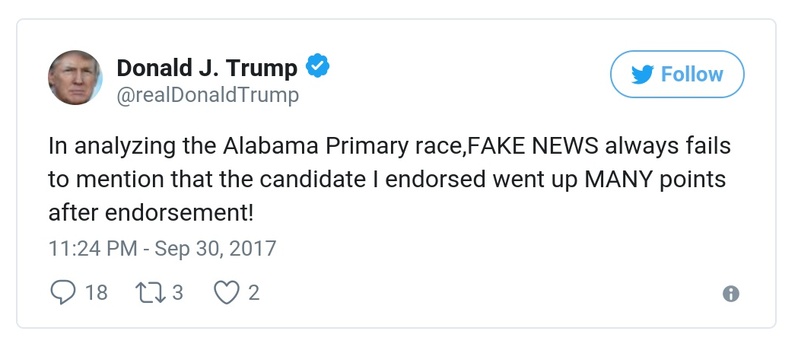 Donald J. Trump
@realDonaldTrump
Follow
In analyzing the Alabama Primary race,FAKE NEWS always fails
to mention that the candidate I endorsed went up MANY points
after endorsement!
11:24 PM - Sep 30, 2017
18 3 2